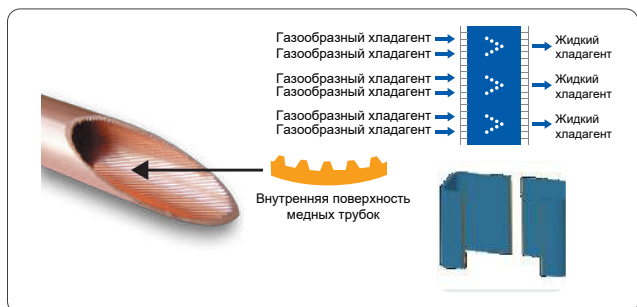 Газообразный хладагент
Газообразный хладагент
Жидкий
хладагент
Газообразный хладагент
Газообразный хладагент
Жидкий
хладагент
Газообразный хладагент
Газообразный хладагент
Жидкий
хладагент
Внутренняя поверхность
медных трубок